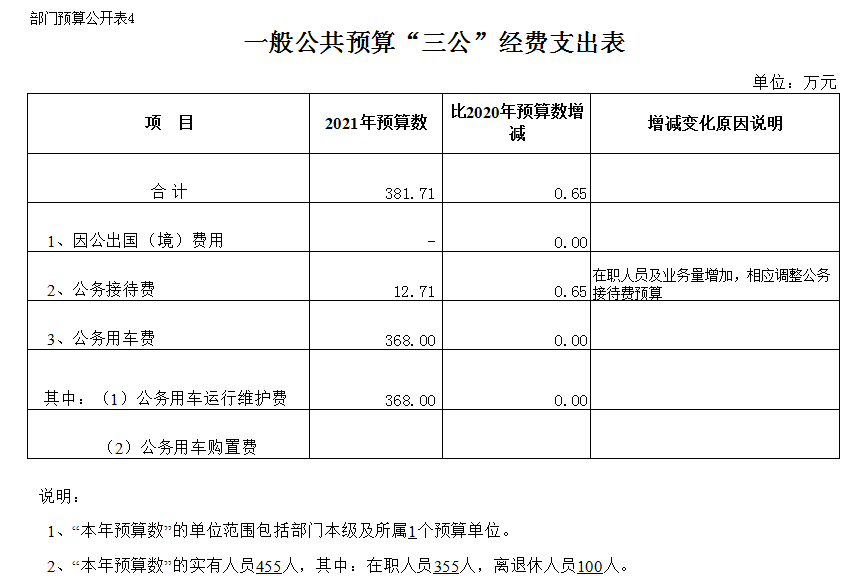 部门预算公开表4
一般公共预算“三公”经费支出表
单位：万元
项 目 2021年预算数 比2020年预算数增减 增减变化原因说明
合 计 381.71 0.65
1、因公出国（境）费用 - 0.00
2、公务接待费 12.71 0.65 在职人员及业务量增加，相应调整公务接待费预算
3、公务用车费 368.00 0.00
其中：（1）公务用车运行维护费 368.00 0.00
（2）公务用车购置费
说明：
1、“本年预算数”的单位范围包括部门本级及所属1个预算单位。
2、“本年预算数”的实有人员455人，其中：在职人员355人，离退休人员100人。